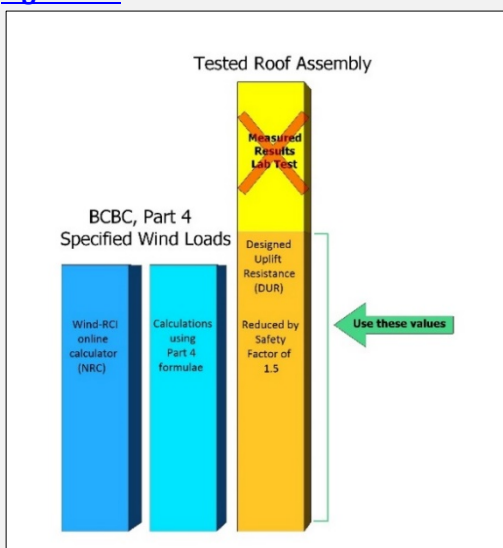 Tested Roof Assembly
Measured
Results
Lab Test
BCBC, Part 4
Specified Wind Loads
Designed
Uplift
Resistance
(DUR)
Reduced by
Safety
Factor of
1.5
Wind-RCI
online
calculator
(NRC)
Calculations
using
Part 4
formulae
Use these values